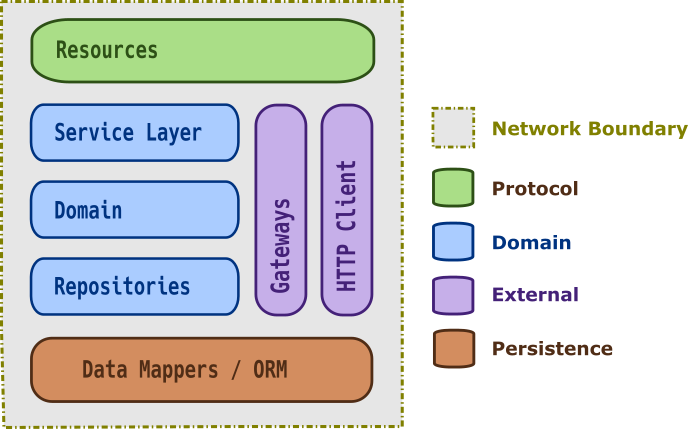 Resources
Service Layer
Domain
Repositories
Gateways
HTTP Client
Data Mappers / ORM
Network Boundary
Protocol
Domain
External
Persistence